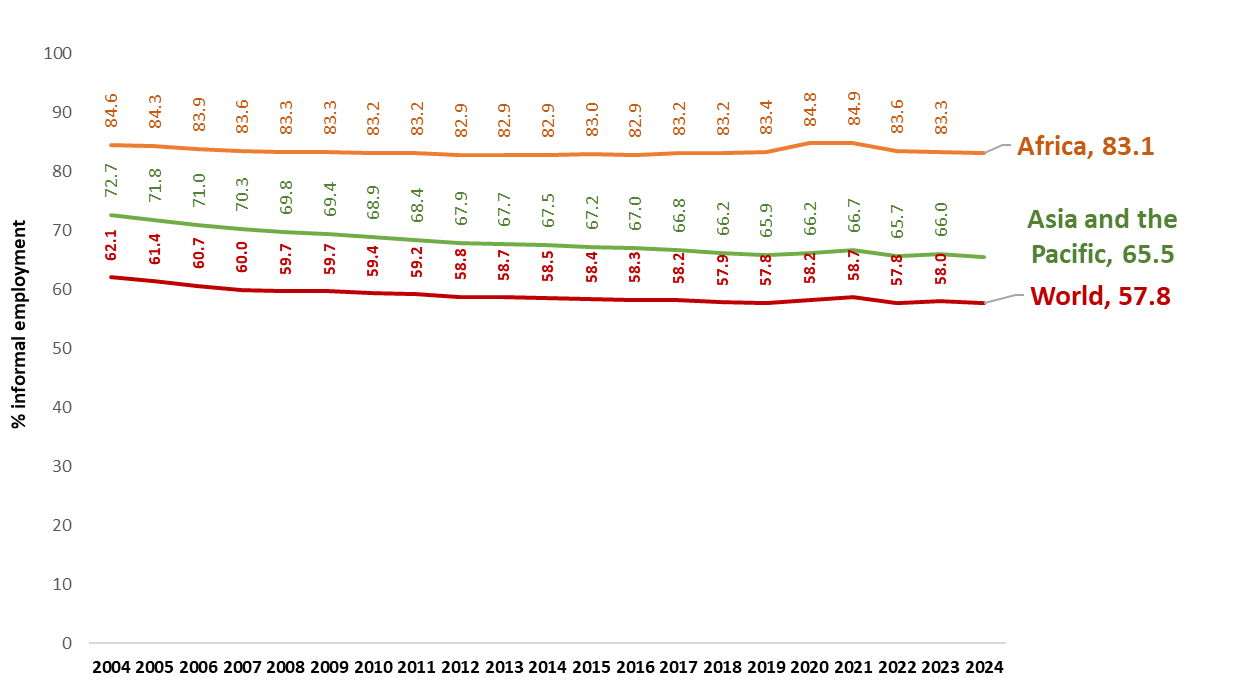 % informal employment
100
90
80
70
60
50
40
30
20
10
0
84.6 84.3 83.9 83.6 83.3 83.3 83.2 83.2 82.9 82.9 82.9 83.0 82.9 83.2 83.2 83.4 84.8 84.9 83.6 83.3
Africa, 83.1
72.7 71.8 71.0 70.3 69.8 69.4 68.9 68.4 67.9 67.7 67.5 67.2 67.0 66.8 66.2 65.9 66.2 66.7 65.7 66.0
Asia and the
Pacific, 65.5
62.1 61.4 60.7 60.0 59.7 59.7 59.4 59.2 58.8 58.7 58.5 58.4 58.3 58.2 57.9 57.8 58.2 58.7 57.8 58.0
World, 57.8
2004 2005 2006 2007 2008 2009 2010 2011 2012 2013 2014 2015 2016 2017 2018 2019 2020 2021 2022 2023 2024